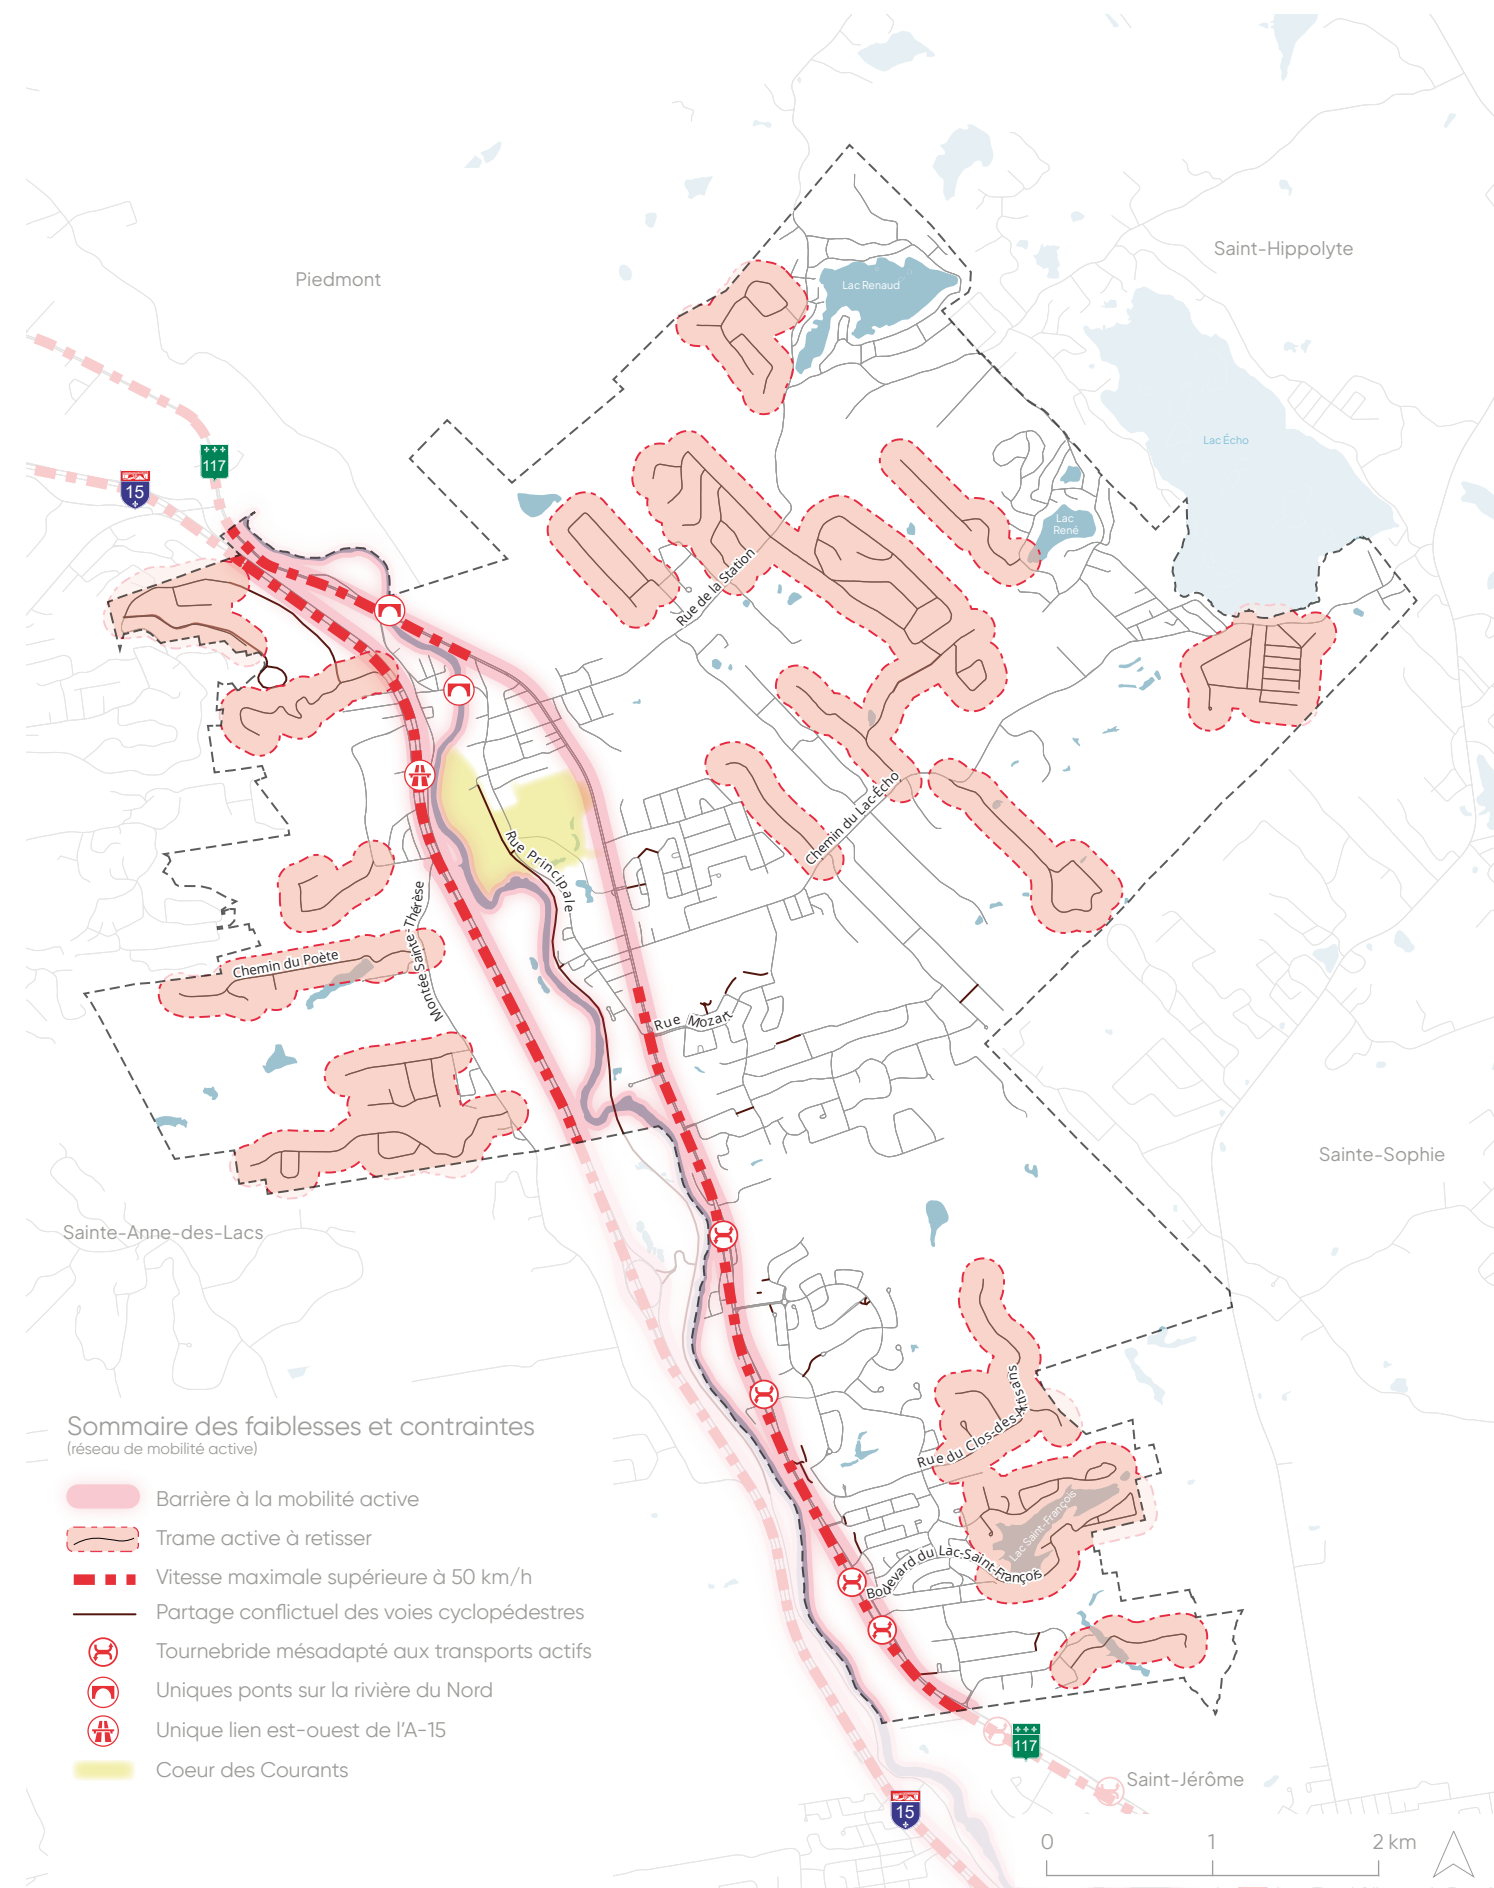 Saint-Hippolyte
Piedmont
Lac Renaud
Lac Écho
117
15
Lac
René
Rue de la Station
Chemin du Lac-Écho
Rue Principale
Montée Sainte-Thérèse
Chemin du Poète
Rue Mozart
Sainte-Sophie
Sainte-Anne-des-Lacs
Rue du Clos-des-Artisans
Lac Saint-François
Boulevard du Lac-Saint-François
Sommaire des faiblesses et contraintes
(réseau de mobilité active)
Barrière à la mobilité active
Trame active à retisser
Vitesse maximale supérieure à 50 km/h
Partage conflictuel des voies cyclopédestres
Tournebride mésadapté aux transports actifs
Uniques ponts sur la rivière du Nord
Unique lien est-ouest de l'A-15
Coeur des Courants
117
Saint-Jérôme
15
0 1 2 km